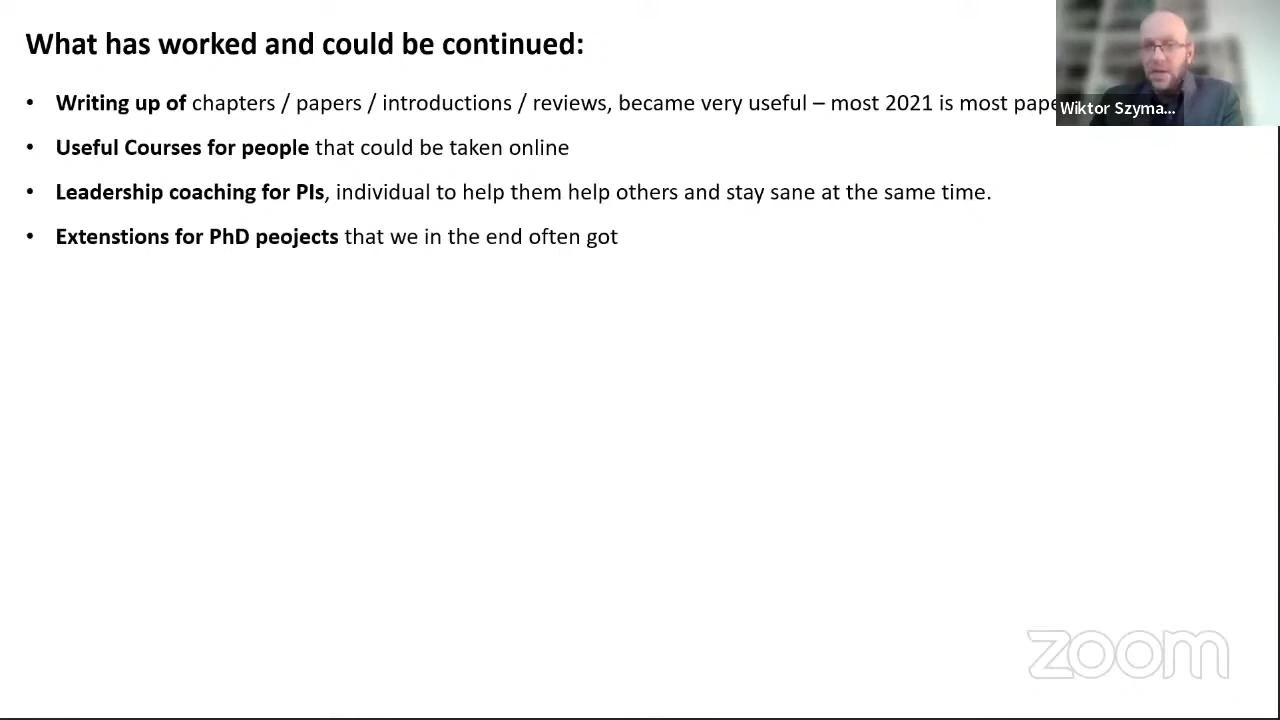 What has worked and could be continued:
• Writing up of chapters / papers / introductions / reviews, became very useful – most 2021 is most pape
• Useful Courses for people that could be taken online
• Leadership coaching for PIs, individual to help them help others and stay sane at the same time.
• Extenstions for PhD peojects that we in the end often got
Wiktor Szyma...
zoom